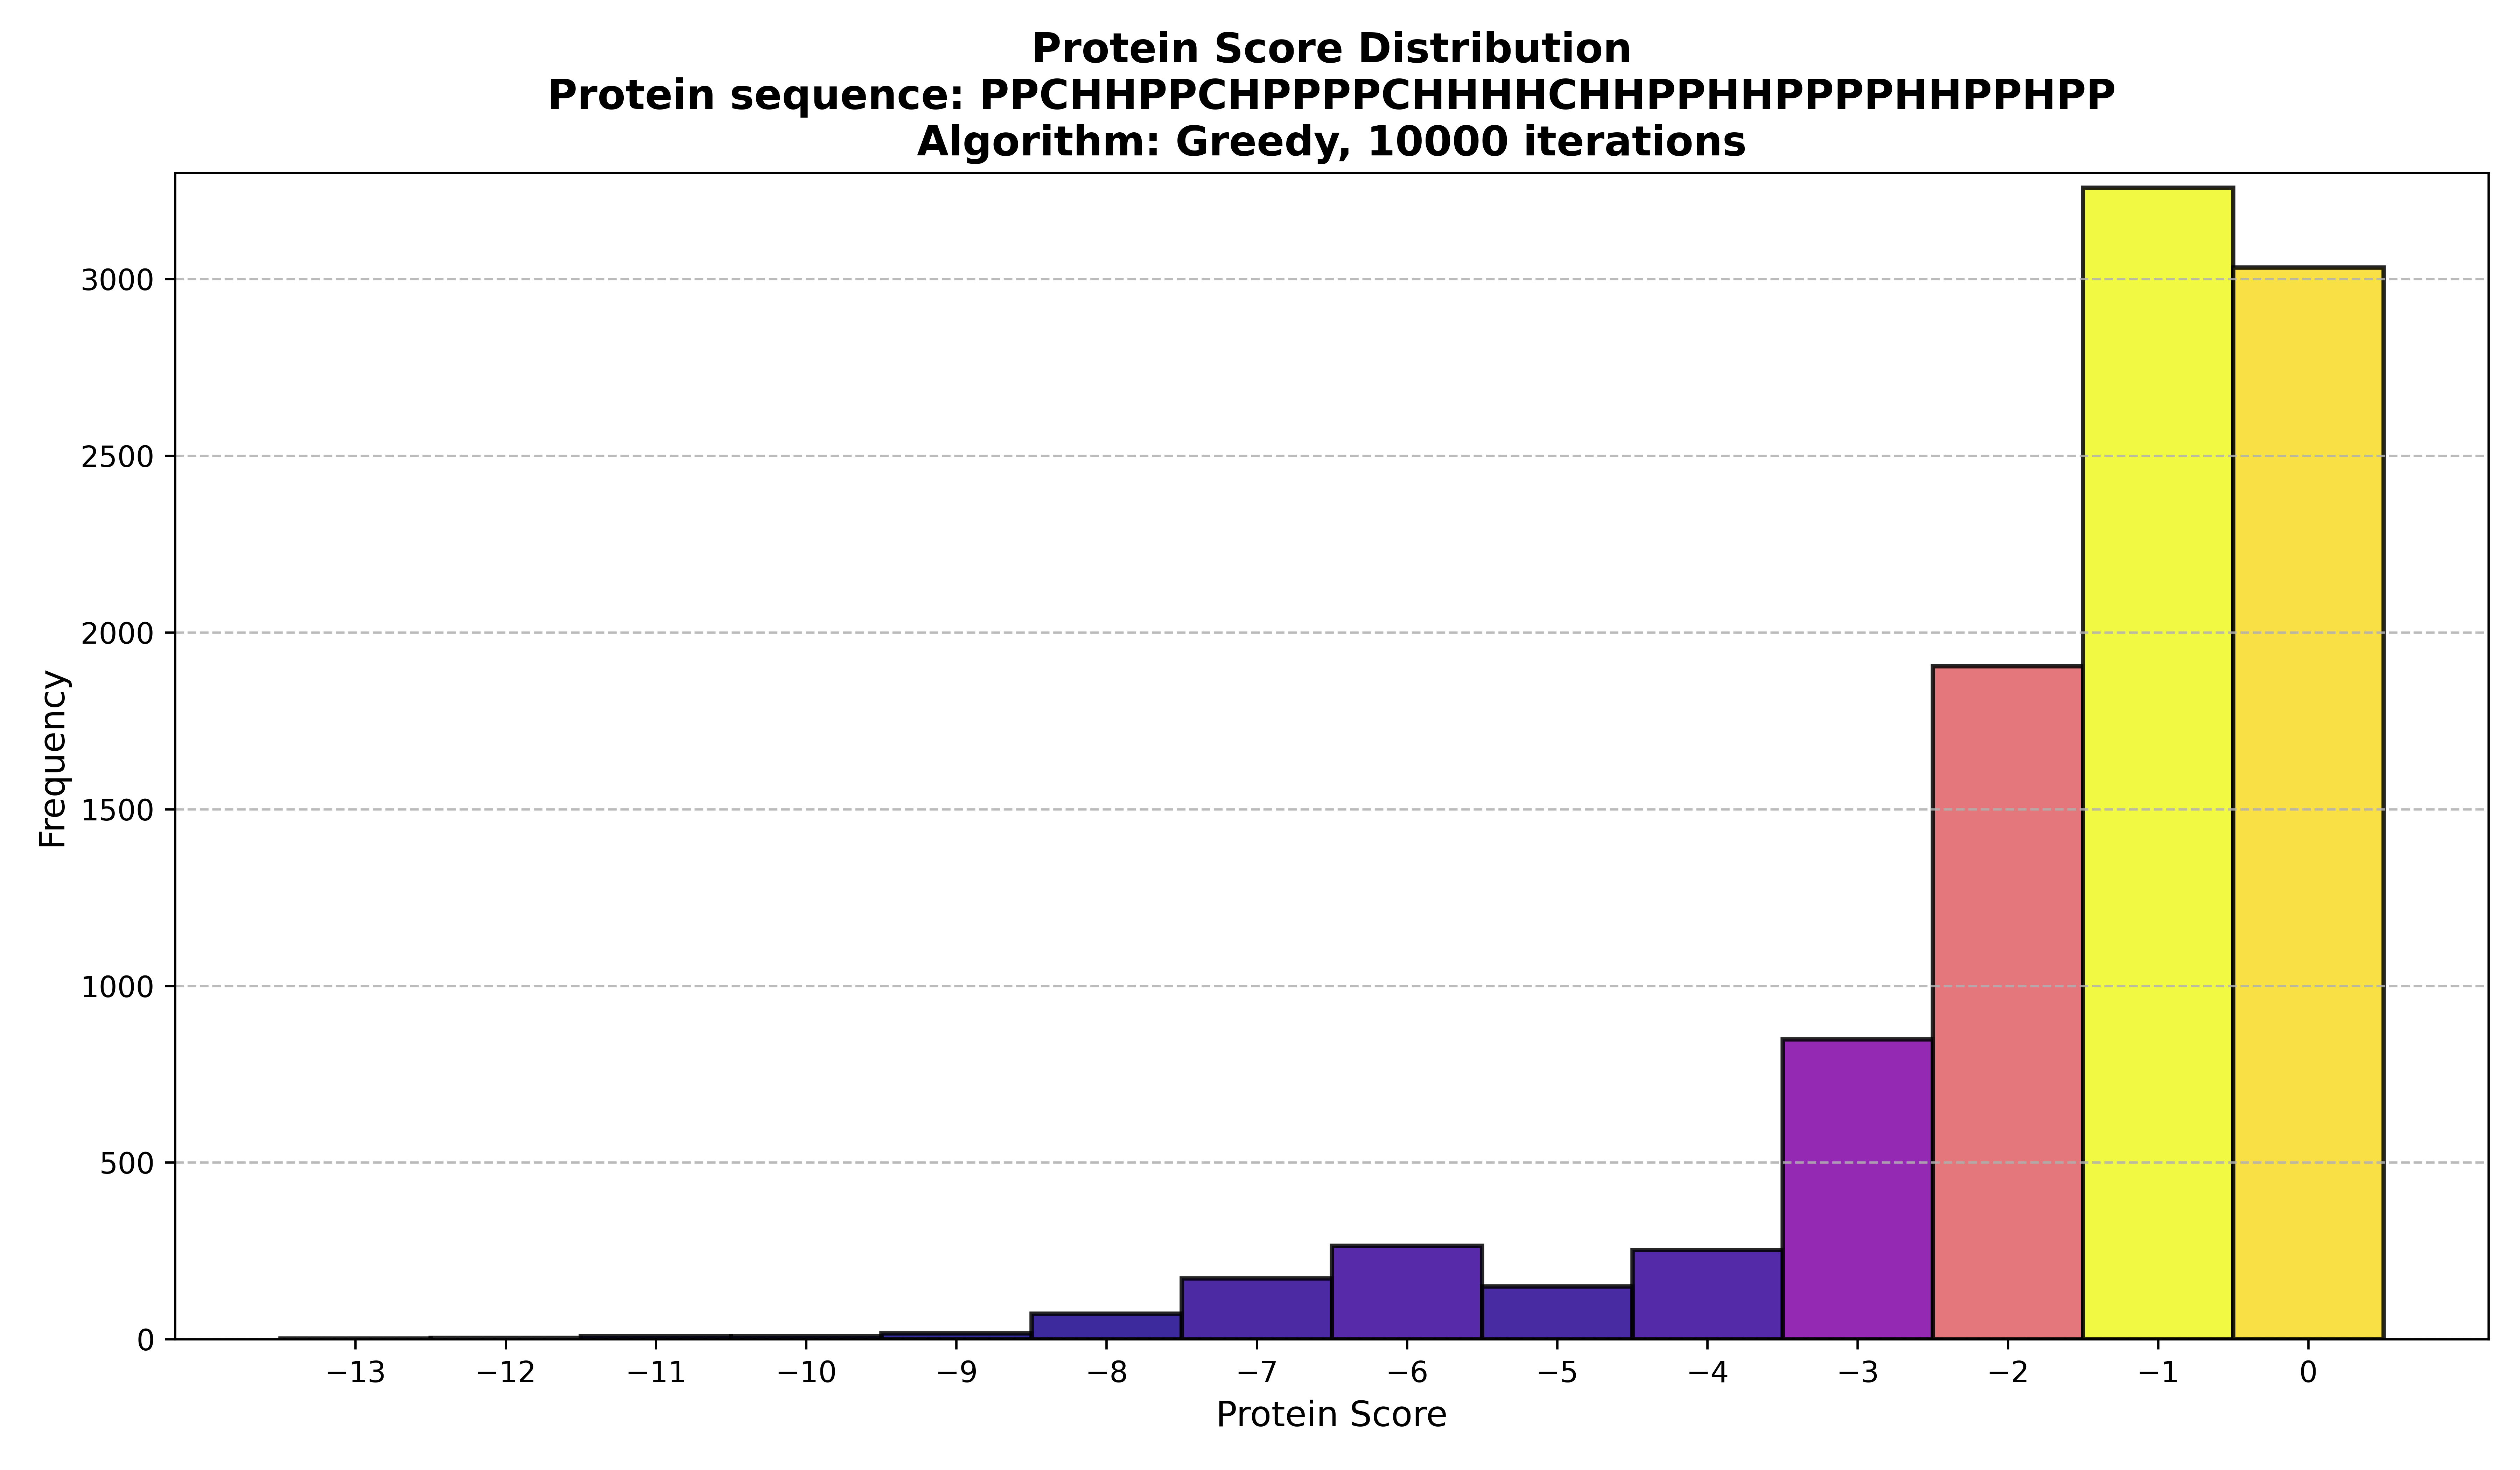 Protein Score Distribution
Protein sequence: PPCHHPPCHPPPPCHHHHCHHPPHHPPPPHHPPHPP
Algorithm: Greedy, 10000 iterations
3000
2500
2000
1500
1000
500
0
Frequency
−13 −12 −11 −10 −9 −8 −7 −6 −5 −4 −3 −2 −1 0
Protein Score